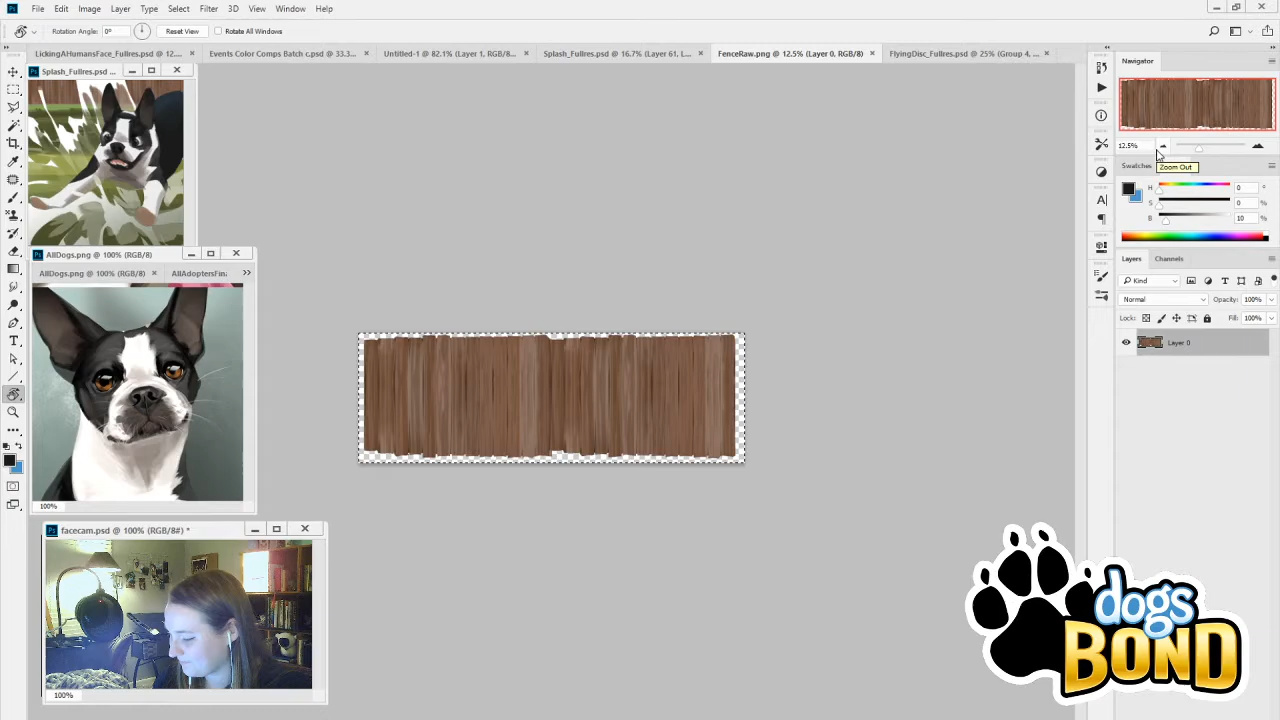 File Edit Image Layer Type Select Filter 3D View Window Help
Rotation Angle: 0° Reset View Rotate All Windows
LickingAHumansFace_Fullres.psd @ 12.... × Events Color Comps Batch c.psd @ 33.3... × Untitled-1 @ 82.1% (Layer 1, RGB/8... × Splash_Fullres.psd @ 16.7% (Layer 61, L... × FenceRaw.png @ 12.5% (Layer 0, RGB/8) × FlyingDisc_Fullres.psd @ 25% (Group 4, ... ×
Splash_Fullres.psd ...
Navigator
12.5%
Zoom Out
Swatches
H 0 °
S 0 %
B 10 %
AllDogs.png @ 100% (RGB/8)
AllDogs.png @ 100% (RGB/8) × AllAdoptersFin
100%
Layers Channels
Kind
Normal Opacity: 100%
Lock: Fill: 100%
Layer 0
facecam.psd @ 100% (RGB/8#) *
100%
dogs
BOND